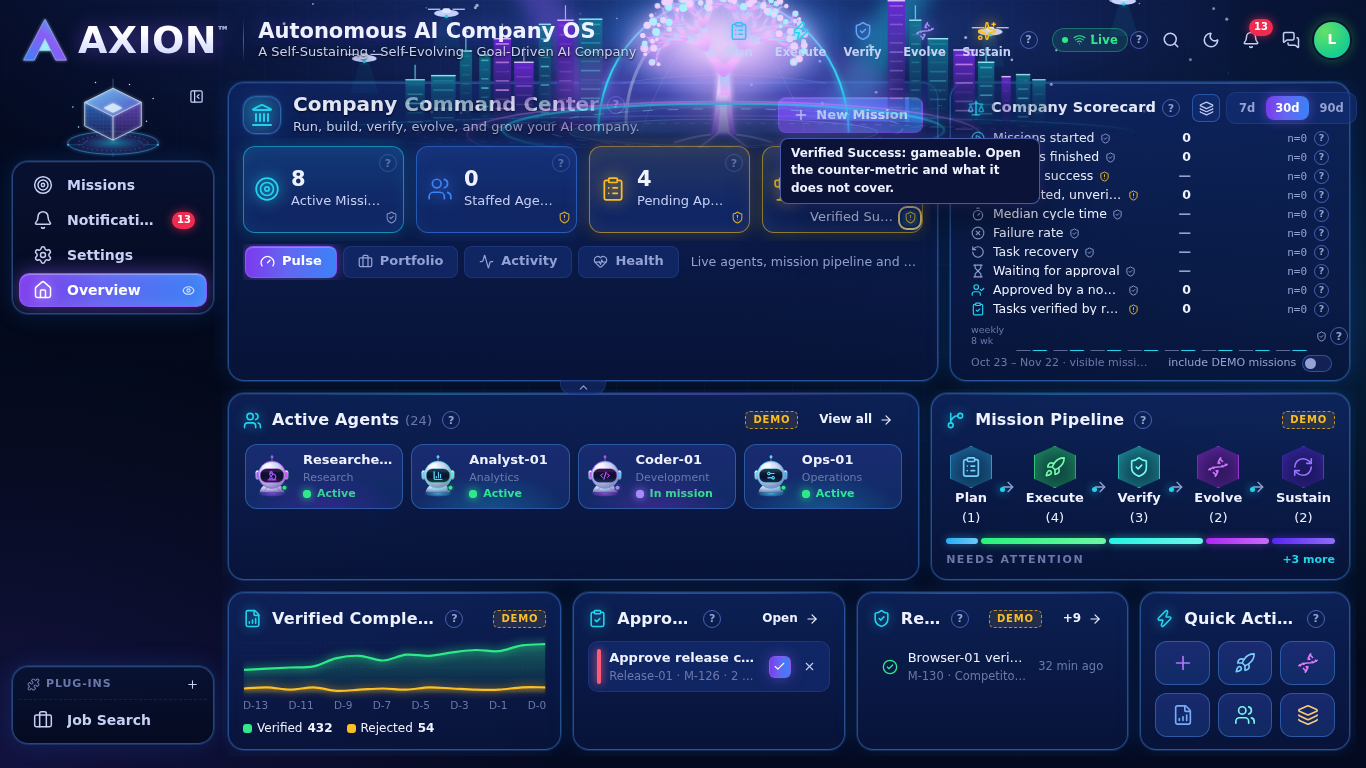 AXION™
Autonomous AI Company OS
A Self-Sustaining · Self-Evolving · Goal-Driven AI Company
Plan
Execute
Verify
Evolve
Sustain
?
Live
?
13
L
Missions
Notificati...
13
Settings
Overview
PLUG-INS
+
Job Search
Company Command Center ?
Run, build, verify, evolve, and grow your AI company.
+ New Mission
8
Active Missi...
?
0
Staffed Age...
?
4
Pending Ap...
?
Verified Su...
Verified Success: gameable. Open
the counter-metric and what it
does not cover.
Pulse
Portfolio
Activity
Health
Live agents, mission pipeline and ...
Company Scorecard ?
7d
30d
90d
Missions started 0 n=0 ?
s finished 0 n=0 ?
success — n=0 ?
ted, unveri... 0 n=0 ?
Median cycle time — n=0 ?
Failure rate — n=0 ?
Task recovery — n=0 ?
Waiting for approval — n=0 ?
Approved by a no... 0 n=0 ?
Tasks verified by r... 0 n=0 ?
weekly
8 wk
?
Oct 23 – Nov 22 · visible missi... include DEMO missions
Active Agents (24) ?
DEMO
View all
Researche...
Research
Active
Analyst-01
Analytics
Active
Coder-01
Development
In mission
Ops-01
Operations
Active
Mission Pipeline ?
DEMO
Plan
(1)
Execute
(4)
Verify
(3)
Evolve
(2)
Sustain
(2)
NEEDS ATTENTION
+3 more
Verified Comple... ?
DEMO
D-13 D-11 D-9 D-7 D-5 D-3 D-1 D-0
Verified 432 Rejected 54
Appro... ?
Open
Approve release c...
Release-01 · M-126 · 2 ...
Re... ?
DEMO
+9
Browser-01 veri...
M-130 · Competito...
32 min ago
Quick Acti... ?